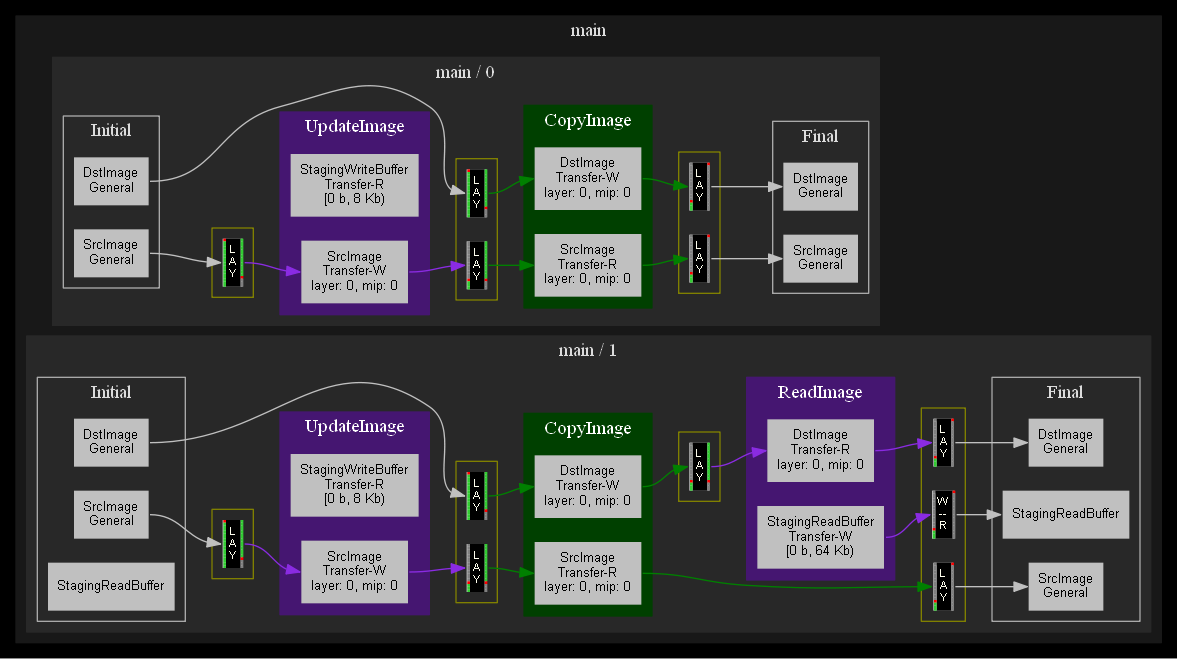 main
main / 0
Initial
DstImage
General
SrcImage
General
LAY
UpdateImage
StagingWriteBuffer
Transfer-R
[0 b, 8 Kb)
SrcImage
Transfer-W
layer: 0, mip: 0
LAY
LAY
CopyImage
DstImage
Transfer-W
layer: 0, mip: 0
SrcImage
Transfer-R
layer: 0, mip: 0
LAY
LAY
Final
DstImage
General
SrcImage
General
main / 1
Initial
DstImage
General
SrcImage
General
StagingReadBuffer
LAY
UpdateImage
StagingWriteBuffer
Transfer-R
[0 b, 8 Kb)
SrcImage
Transfer-W
layer: 0, mip: 0
LAY
LAY
CopyImage
DstImage
Transfer-W
layer: 0, mip: 0
SrcImage
Transfer-R
layer: 0, mip: 0
LAY
ReadImage
DstImage
Transfer-R
layer: 0, mip: 0
StagingReadBuffer
Transfer-W
[0 b, 64 Kb)
LAY
W--R
LAY
Final
DstImage
General
StagingReadBuffer
SrcImage
General